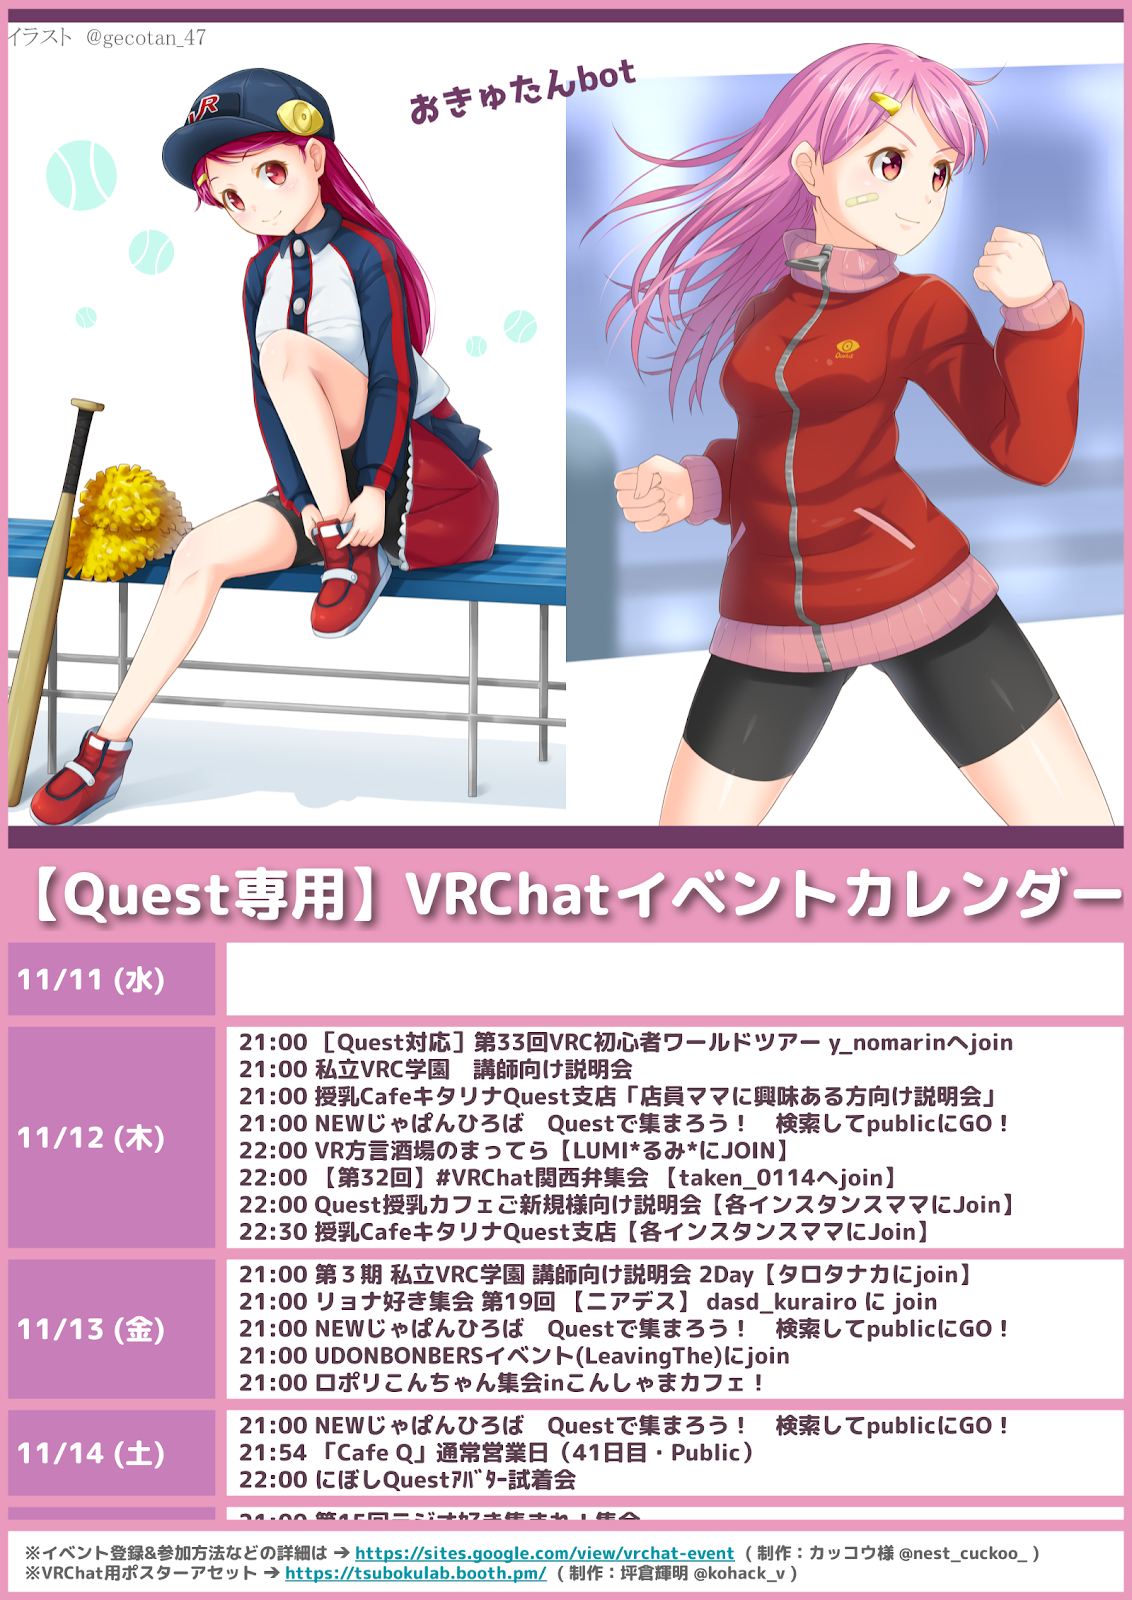 イラスト @gecotan_47
おきゅたんbot
VR
Quest
【Quest専用】VRChatイベントカレンダー
11/11 (水)
11/12 (木)
21:00 [Quest対応] 第33回VRC初心者ワールドツアー y_nomarinへjoin
21:00 私立VRC学園　講師向け説明会
21:00 授乳CafeキタリナQuest支店「店員ママに興味ある方向け説明会」
21:00 NEWじゃぱんひろば　Questで集まろう！　検索してpublicにGO！
22:00 VR方言酒場のまってら【LUMI*るみ*にJOIN】
22:00 【第32回】#VRChat関西弁集会 【taken_0114へjoin】
22:00 Quest授乳カフェご新規様向け説明会【各インスタンスママにJoin】
22:30 授乳CafeキタリナQuest支店【各インスタンスママにJoin】
11/13 (金)
21:00 第３期 私立VRC学園 講師向け説明会 2Day【タロタナカにjoin】
21:00 リョナ好き集会 第19回 【ニアデス】 dasd_kurairo に join
21:00 NEWじゃぱんひろば　Questで集まろう！　検索してpublicにGO！
21:00 UDONBONBERSイベント(LeavingThe)にjoin
21:00 ロポリこんちゃん集会inこんしゃまカフェ！
11/14 (土)
21:00 NEWじゃぱんひろば　Questで集まろう！　検索してpublicにGO！
21:54 「Cafe Q」通常営業日（41日目・Public）
22:00 にぼしQuestｱﾊﾞﾀｰ試着会
21:00 第15回ラジオ好き集まれ！集会
※イベント登録&参加方法などの詳細は ➔ https://sites.google.com/view/vrchat-event （ 制作：カッコウ様 @nest_cuckoo_ ）
※VRChat用ポスターアセット ➔ https://tsubokulab.booth.pm/ （ 制作：坪倉輝明 @kohack_v ）